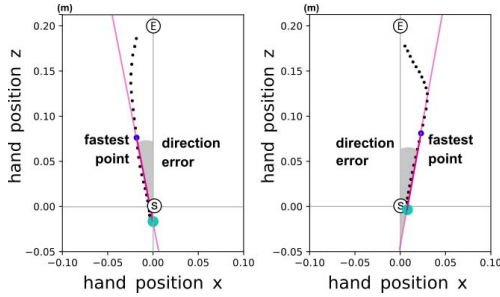 (m)
0.20
0.15
0.10
0.05
0.00
−0.05
hand position z
E
S
fastest
point
direction
error
−0.10
−0.05
0.00
0.05
0.10
hand position x
(m)
0.20
0.15
0.10
0.05
0.00
−0.05
hand position z
E
S
direction
error
fastest
point
−0.10
−0.05
0.00
0.05
0.10
hand position x